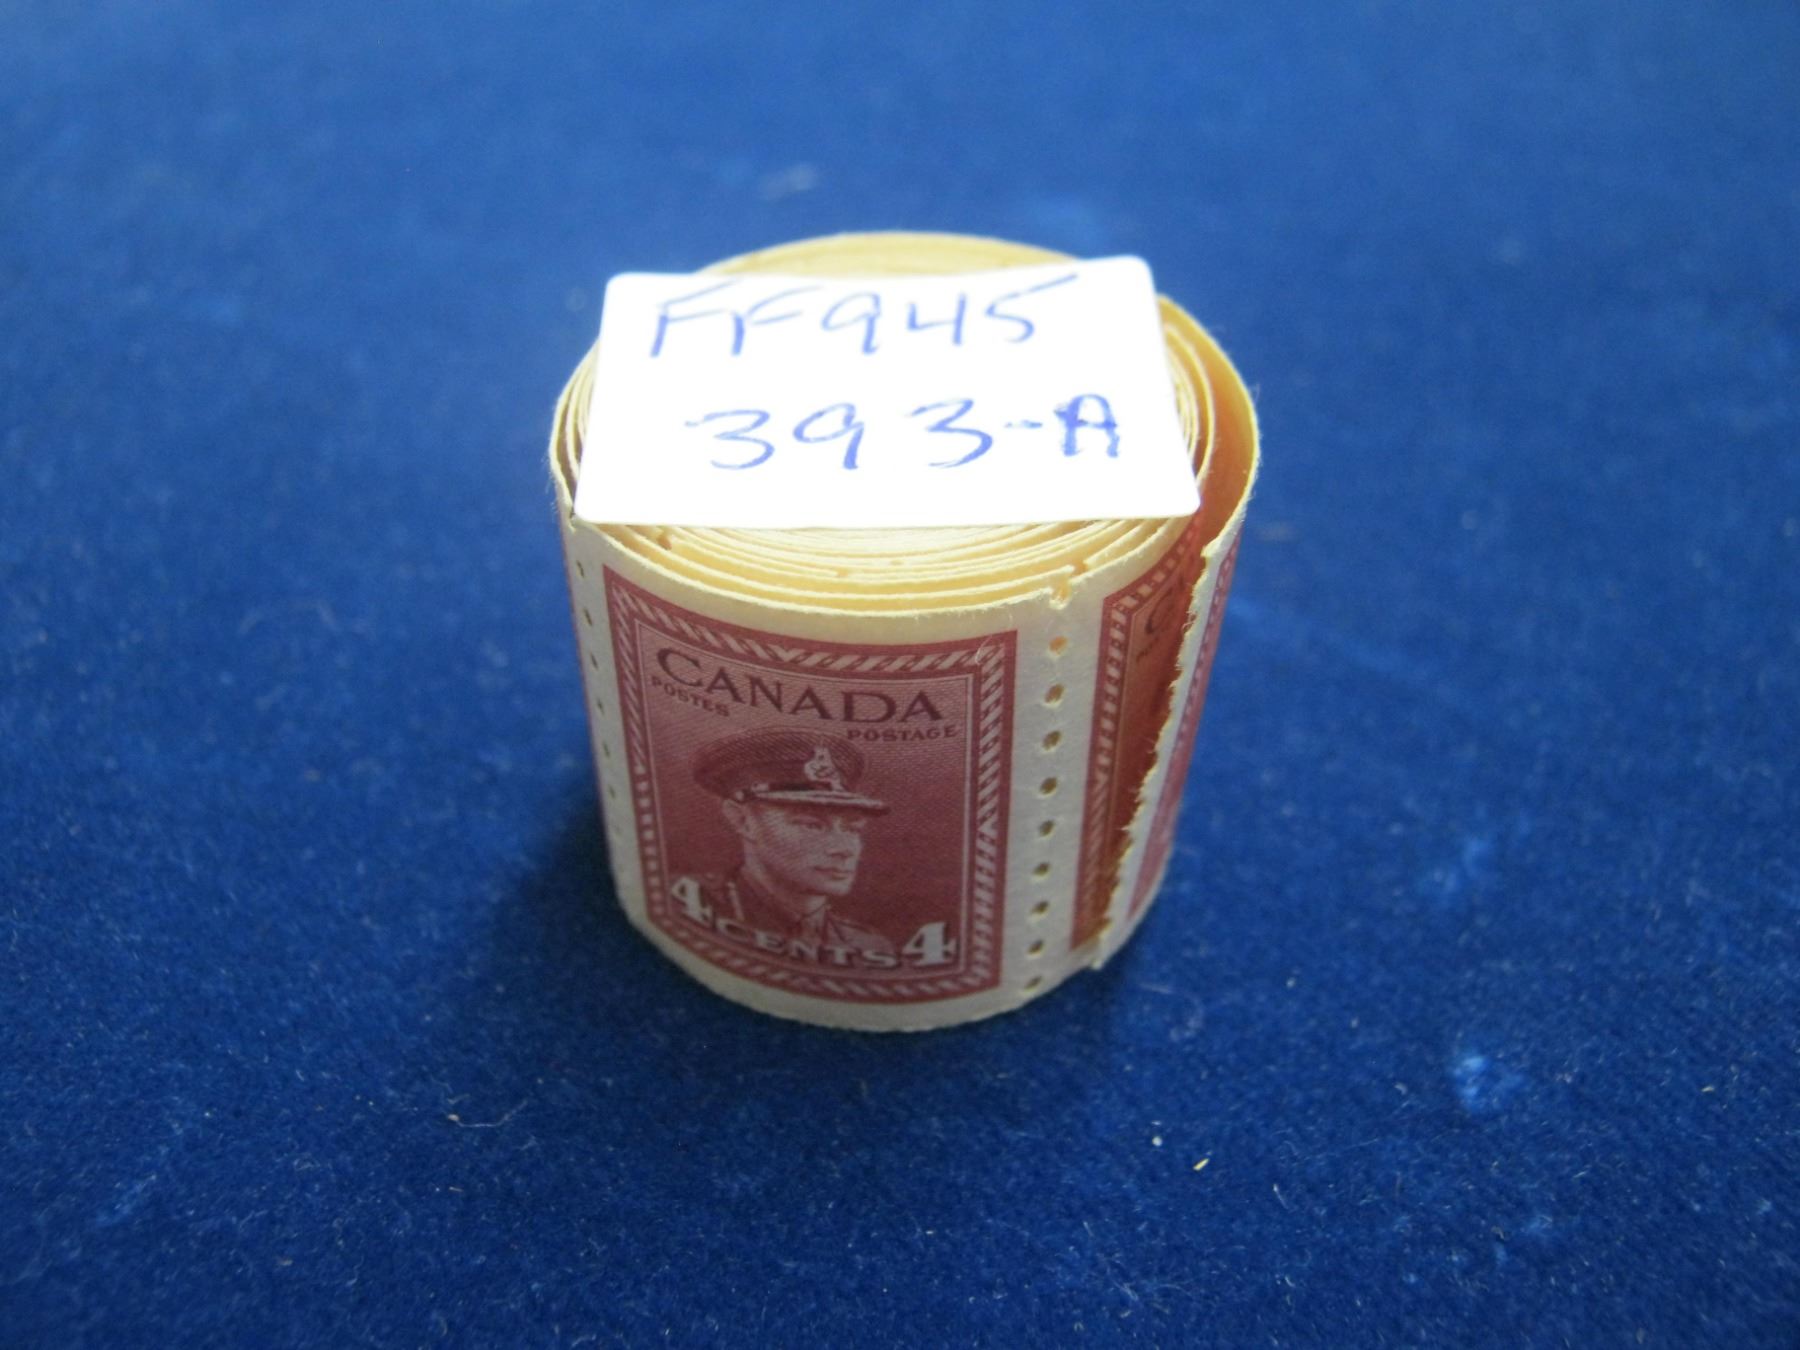 FF945
393-A
CANADA
POSTES
POSTAGE
4 CENTS 4